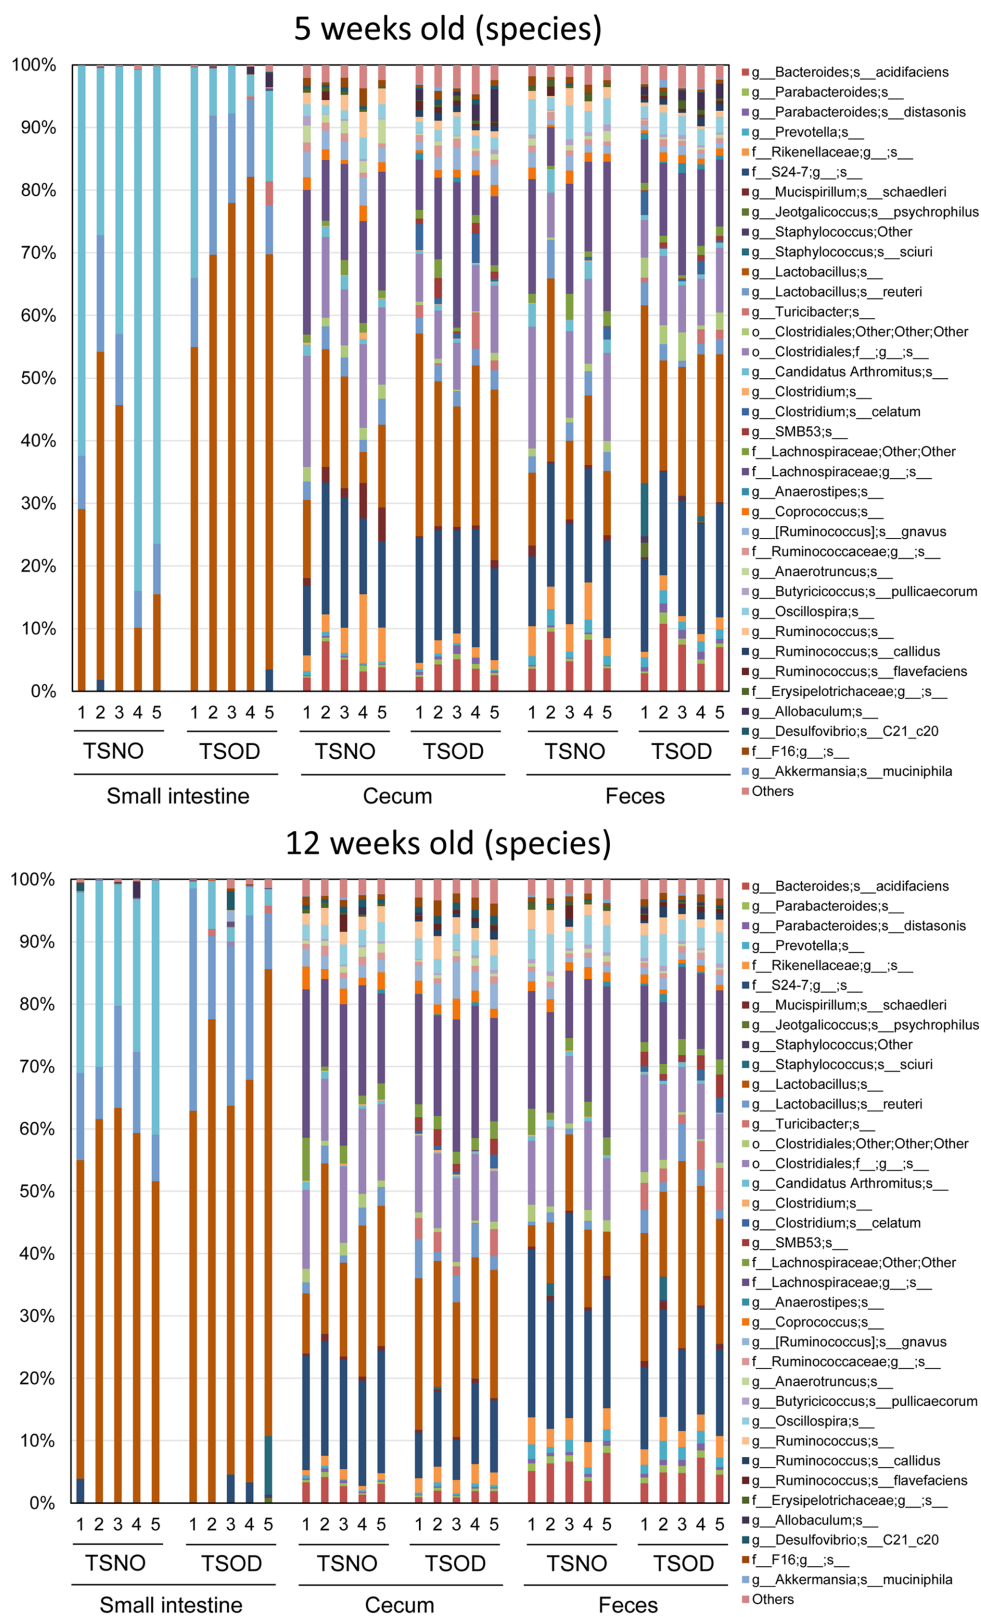 5 weeks old (species)
100%
90%
80%
70%
60%
50%
40%
30%
20%
10%
0%
1 2 3 4 5 1 2 3 4 5 1 2 3 4 5 1 2 3 4 5 1 2 3 4 5 1 2 3 4 5
TSNO TSOD TSNO TSOD TSNO TSOD
Small intestine Cecum Feces
g__Bacteroides;s__acidifaciens
g__Parabacteroides;s__
g__Parabacteroides;s__distasonis
g__Prevotella;s__
f__Rikenellaceae;g__;s__
f__S24-7;g__;s__
g__Mucispirillum;s__schaedleri
g__Jeotgalicoccus;s__psychrophilus
g__Staphylococcus;Other
g__Staphylococcus;s__sciuri
g__Lactobacillus;s__
g__Lactobacillus;s__reuteri
g__Turicibacter;s__
o__Clostridiales;Other;Other;Other
o__Clostridiales;f__;g__;s__
g__Candidatus Arthromitus;s__
g__Clostridium;s__
g__Clostridium;s__celatum
g__SMB53;s__
f__Lachnospiraceae;Other;Other
f__Lachnospiraceae;g__;s__
g__Anaerostipes;s__
g__Coprococcus;s__
g__[Ruminococcus];s__gnavus
f__Ruminococcaceae;g__;s__
g__Anaerotruncus;s__
g__Butyricicoccus;s__pullicaecorum
g__Oscillospira;s__
g__Ruminococcus;s__
g__Ruminococcus;s__callidus
g__Ruminococcus;s__flavefaciens
f__Erysipelotrichaceae;g__;s__
g__Allobaculum;s__
g__Desulfovibrio;s__C21_c20
f__F16;g__;s__
g__Akkermansia;s__muciniphila
Others
12 weeks old (species)
100%
90%
80%
70%
60%
50%
40%
30%
20%
10%
0%
1 2 3 4 5 1 2 3 4 5 1 2 3 4 5 1 2 3 4 5 1 2 3 4 5 1 2 3 4 5
TSNO TSOD TSNO TSOD TSNO TSOD
Small intestine Cecum Feces
g__Bacteroides;s__acidifaciens
g__Parabacteroides;s__
g__Parabacteroides;s__distasonis
g__Prevotella;s__
f__Rikenellaceae;g__;s__
f__S24-7;g__;s__
g__Mucispirillum;s__schaedleri
g__Jeotgalicoccus;s__psychrophilus
g__Staphylococcus;Other
g__Staphylococcus;s__sciuri
g__Lactobacillus;s__
g__Lactobacillus;s__reuteri
g__Turicibacter;s__
o__Clostridiales;Other;Other;Other
o__Clostridiales;f__;g__;s__
g__Candidatus Arthromitus;s__
g__Clostridium;s__
g__Clostridium;s__celatum
g__SMB53;s__
f__Lachnospiraceae;Other;Other
f__Lachnospiraceae;g__;s__
g__Anaerostipes;s__
g__Coprococcus;s__
g__[Ruminococcus];s__gnavus
f__Ruminococcaceae;g__;s__
g__Anaerotruncus;s__
g__Butyricicoccus;s__pullicaecorum
g__Oscillospira;s__
g__Ruminococcus;s__
g__Ruminococcus;s__callidus
g__Ruminococcus;s__flavefaciens
f__Erysipelotrichaceae;g__;s__
g__Allobaculum;s__
g__Desulfovibrio;s__C21_c20
f__F16;g__;s__
g__Akkermansia;s__muciniphila
Others